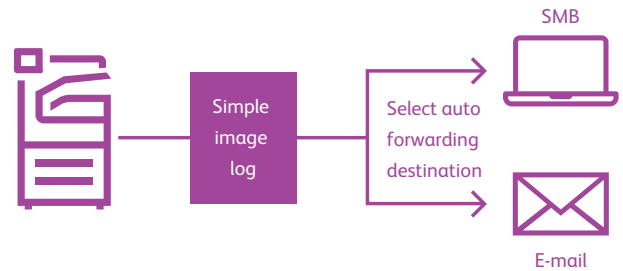 SMB
Simple
image
log
Select auto
forwarding
destination
E-mail